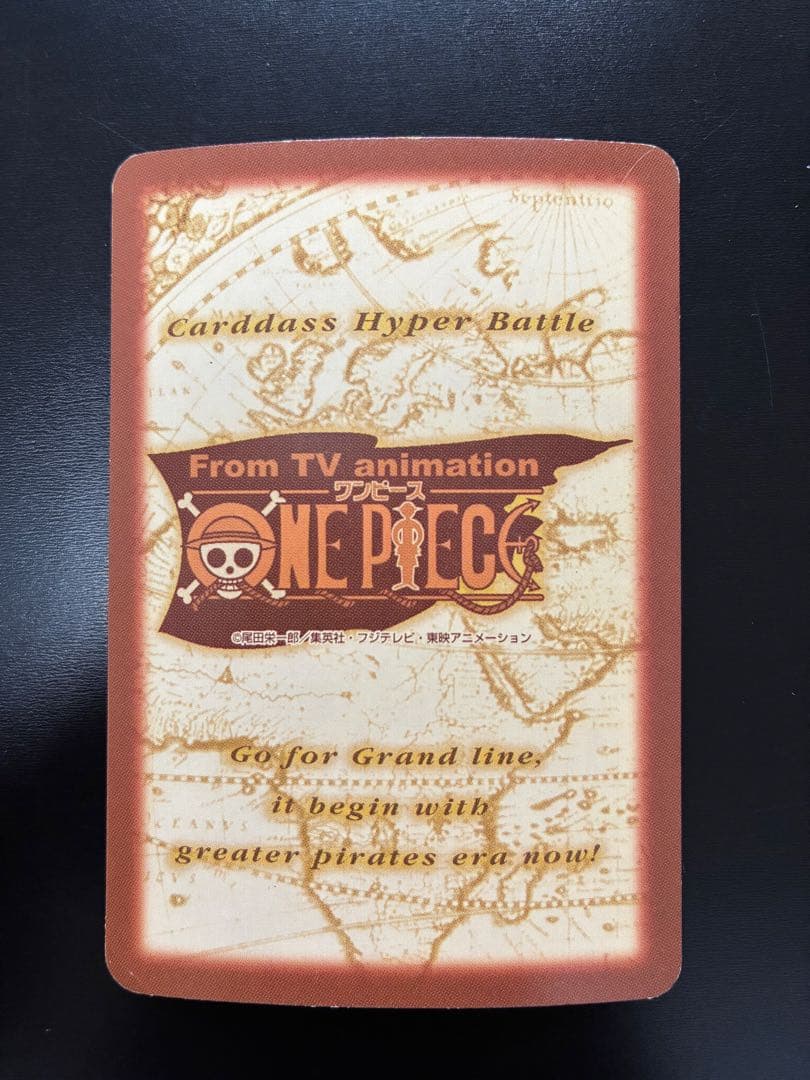 Septentrio
Carddass Hyper Battle
From TV animation
ワンピース
ONE PIECE
©尾田栄一郎／集英社・フジテレビ・東映アニメーション
Go for Grand line,
it begin with
greater pirates era now!